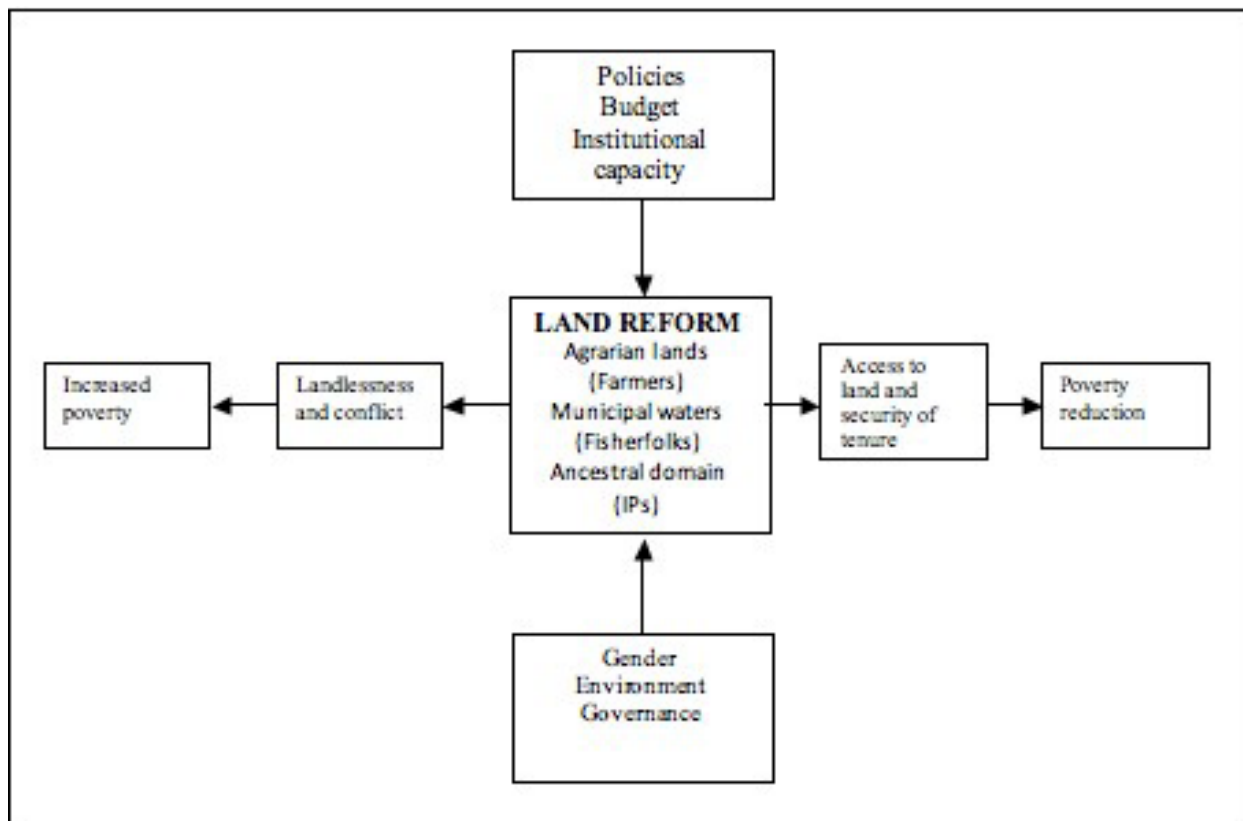 Policies
Budget
Institutional
capacity
LAND REFORM
Agrarian lands
(Farmers)
Municipal waters
(Fisherfolks)
Ancestral domain
(IPs)
Increased
poverty
Landlessness
and conflict
Access to
land and
security of
tenure
Poverty
reduction
Gender
Environment
Governance